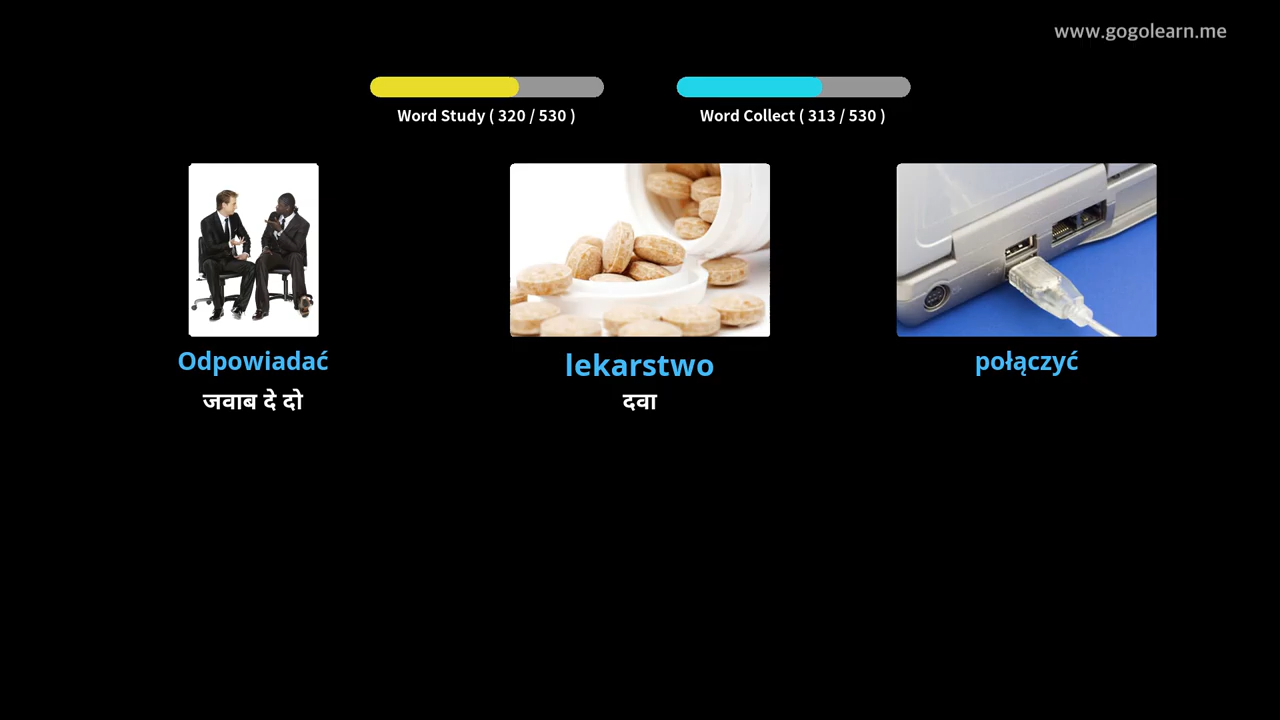 www.gogolearn.me
Word Study ( 320 / 530 )
Word Collect ( 313 / 530 )
Odpowiadać
जवाब दे दो
lekarstwo
दवा
połączyć